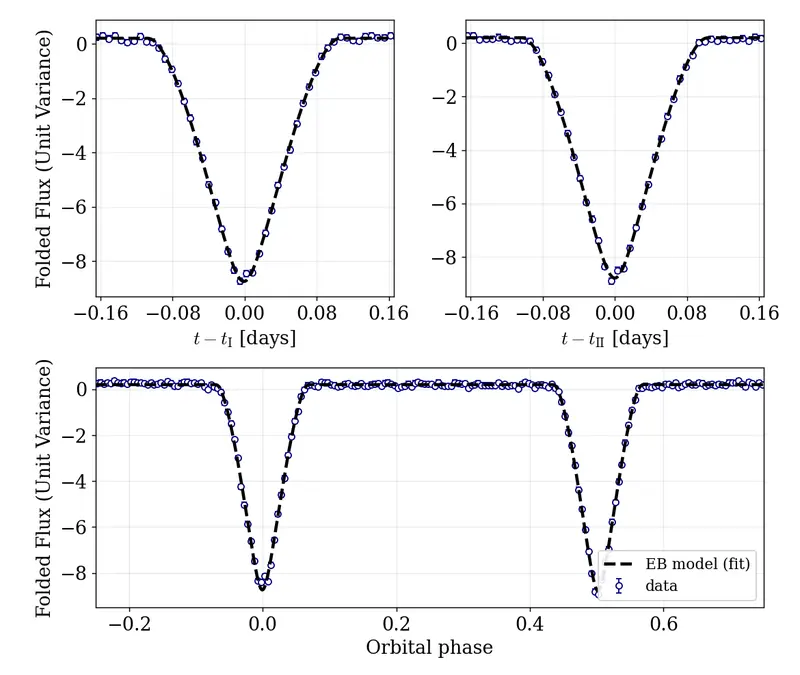 Folded Flux (Unit Variance)
0
−2
−4
−6
−8
−0.16 −0.08 0.00 0.08 0.16
t − tI [days]
0
−2
−4
−6
−8
−0.16 −0.08 0.00 0.08 0.16
t − tII [days]
Folded Flux (Unit Variance)
0
−2
−4
−6
−8
EB model (fit)
data
−0.2 0.0 0.2 0.4 0.6
Orbital phase